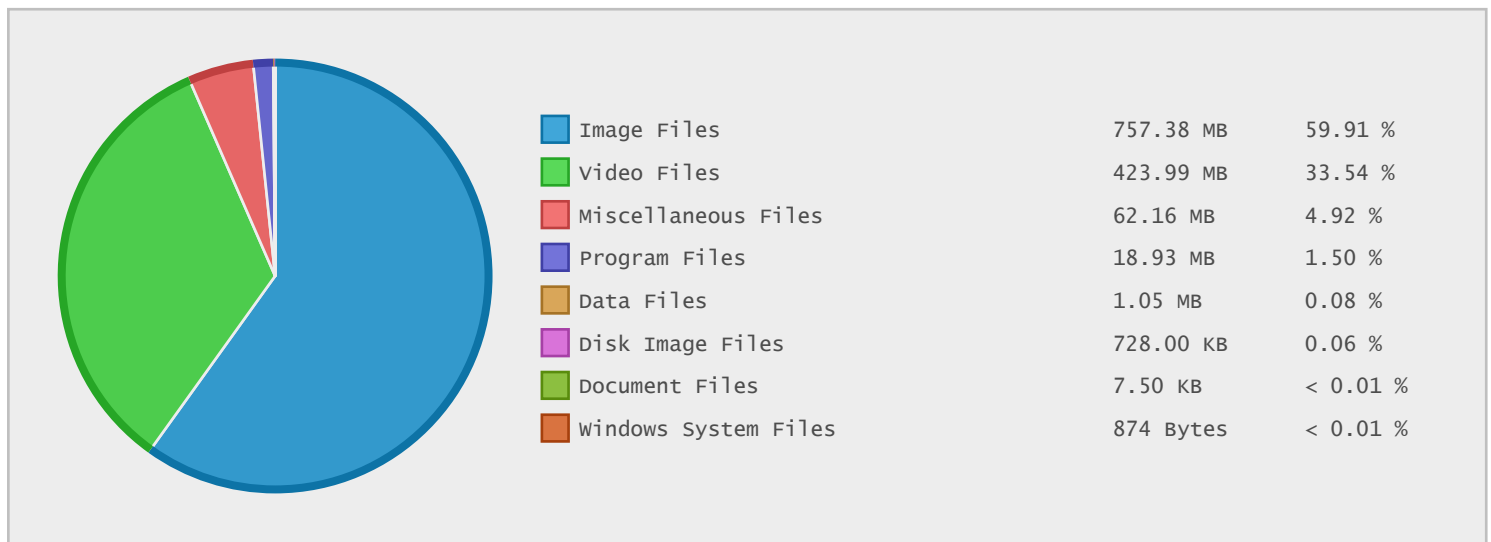 Image Files 757.38 MB 59.91 %
Video Files 423.99 MB 33.54 %
Miscellaneous Files 62.16 MB 4.92 %
Program Files 18.93 MB 1.50 %
Data Files 1.05 MB 0.08 %
Disk Image Files 728.00 KB 0.06 %
Document Files 7.50 KB < 0.01 %
Windows System Files 874 Bytes < 0.01 %